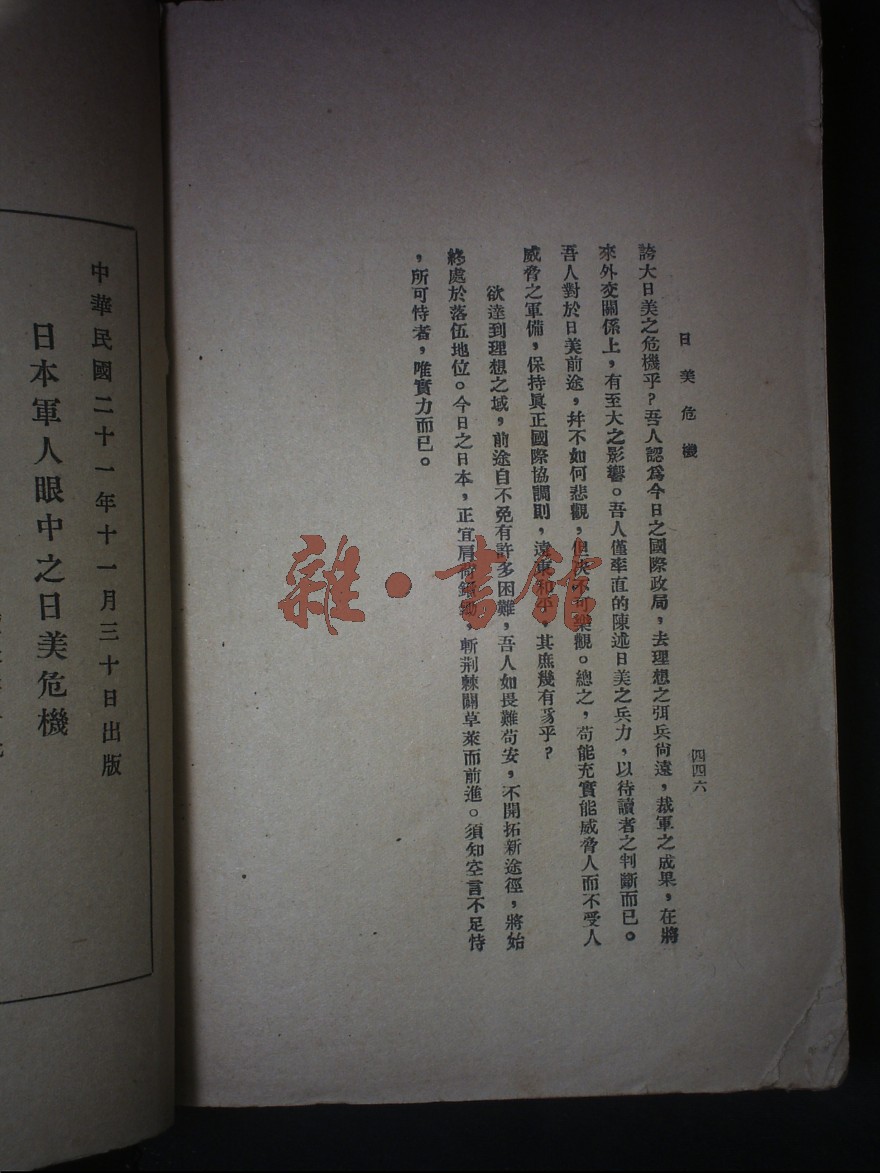 日美危機
四四六
誇大日美之危機乎？吾人認爲今日之國際政局，去理想之弭兵尙遠，裁軍之成果，在將
來外交關係上，有至大之影響。吾人僅率直的陳述日美之兵力，以待讀者之判斷而已。
吾人對於日美前途，幷不如何悲觀，但決不可樂觀。總之，苟能充實能威脅人而不受人
威脅之軍備，保持眞正國際協調則，遠東和平，其庶幾有豸乎？
欲達到理想之域，前途自不免有許多困難，吾人如長難苟安，不開拓新途徑，將始
終處於落伍地位。今日之日本，正宜肩荷鋤，斬荆棘闢草萊而前進。須知空言不足恃
，所可恃者，唯實力而已。
中華民國二十一年十一月三十日出版
日本軍人眼中之日美危機
雜·書館